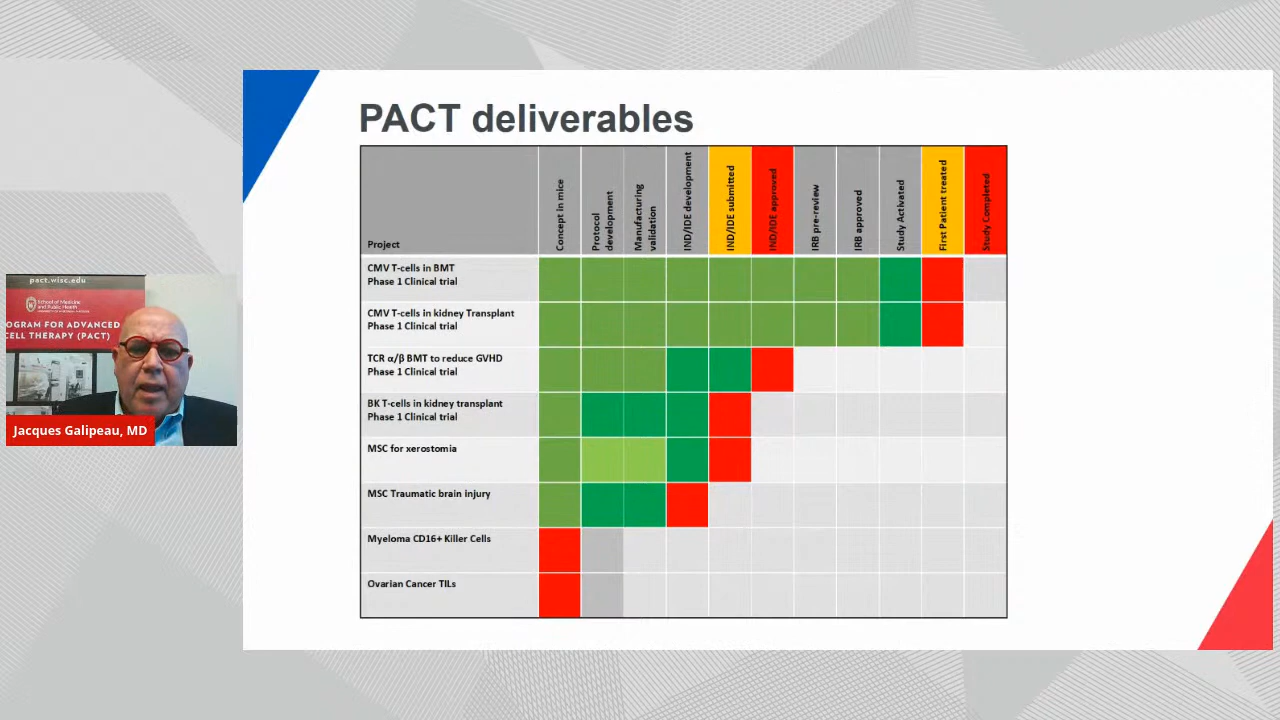 PACT deliverables
Project
Concept in mice
Protocol
development
Manufacturing
validation
IND/IDE development
IND/IDE submitted
IND/IDE approved
IRB pre-review
IRB approved
Study Activated
First Patient treated
Study Completed
CMV T-cells in BMT
Phase 1 Clinical trial
CMV T-cells in kidney Transplant
Phase 1 Clinical trial
TCR α/β BMT to reduce GVHD
Phase 1 Clinical trial
BK T-cells in kidney transplant
Phase 1 Clinical trial
MSC for xerostomia
MSC Traumatic brain injury
Myeloma CD16+ Killer Cells
Ovarian Cancer TILs
pact.wisc.edu
School of Medicine
and Public Health
OGRAM FOR ADVANCED
CELL THERAPY (PACT)
Jacques Galipeau, MD